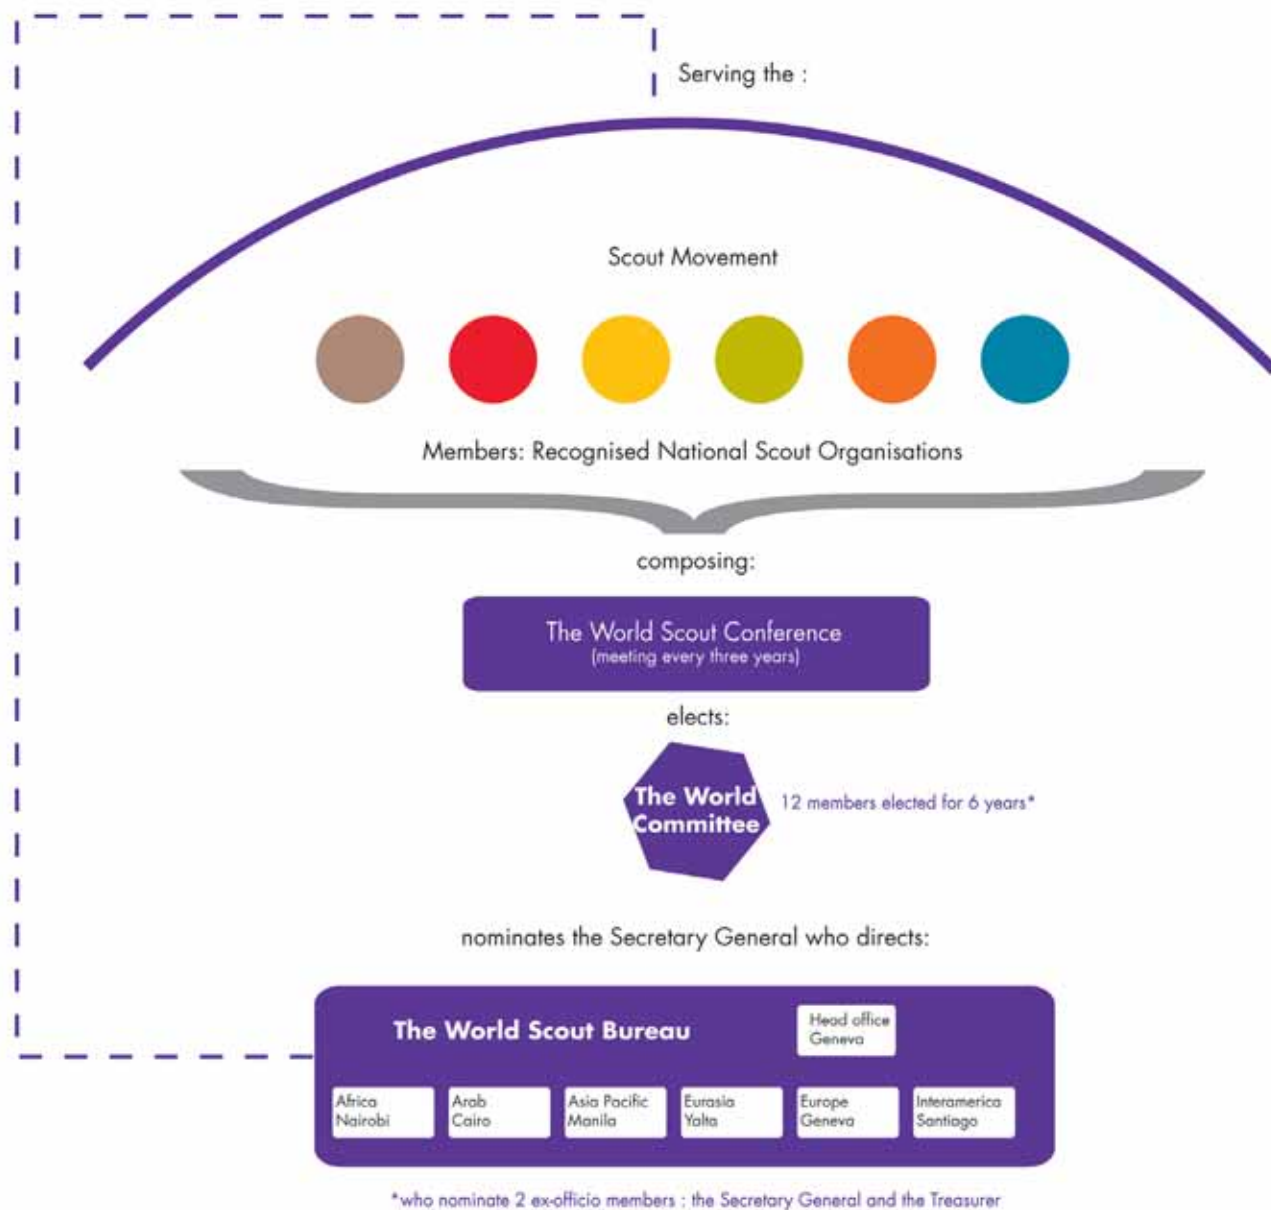 Serving the :
Scout Movement
Members: Recognised National Scout Organisations
composing:
The World Scout Conference
(meeting every three years)
elects:
The World
Committee
12 members elected for 6 years*
nominates the Secretary General who directs:
The World Scout Bureau
Head office
Geneva
Africa
Nairobi
Arab
Cairo
Asia Pacific
Manila
Eurasia
Yalta
Europe
Geneva
Interamerica
Santiago
*who nominate 2 ex-officio members : the Secretary General and the Treasurer